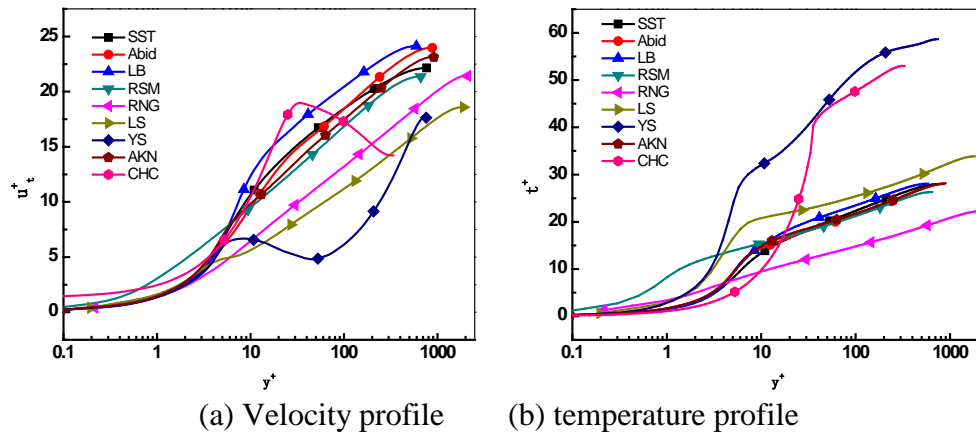 25
20
15
10
5
0
u⁺t
SST
Abid
LB
RSM
RNG
LS
YS
AKN
CHC
0.1 1 10 100 1000
y⁺
60
50
40
30
20
10
0
t⁺
SST
Abid
LB
RSM
RNG
LS
YS
AKN
CHC
0.1 1 10 100 1000
y⁺
(a) Velocity profile (b) temperature profile